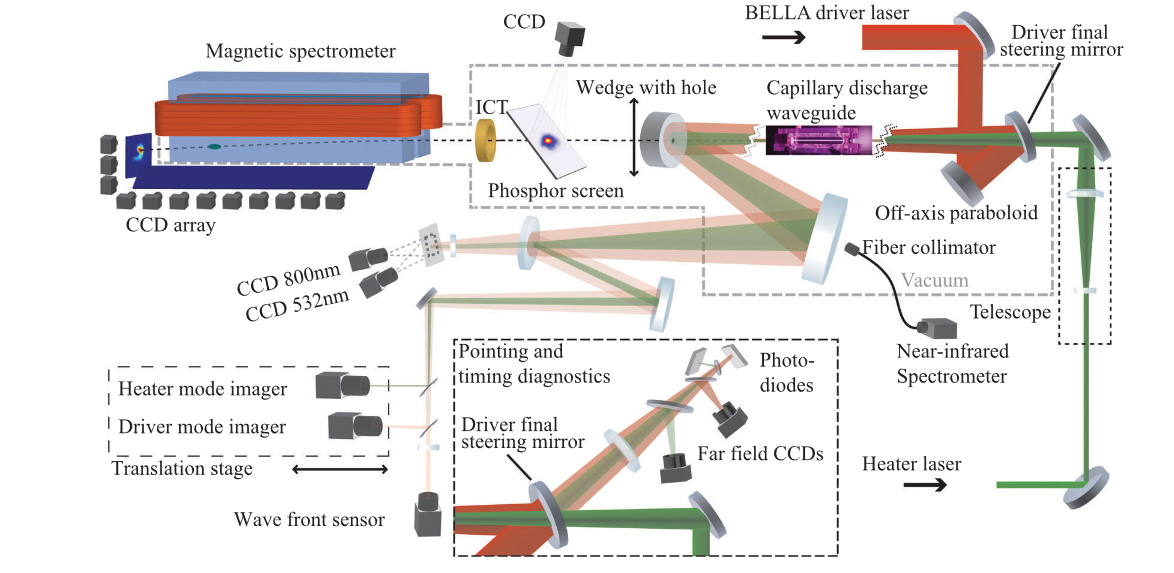 CCD
BELLA driver laser
Driver final
steering mirror
Magnetic spectrometer
ICT
Wedge with hole
Capillary discharge
waveguide
Phosphor screen
CCD array
Off-axis paraboloid
Fiber collimator
Vacuum
CCD 800nm
CCD 532nm
Telescope
Near-infrared
Spectrometer
Pointing and
timing diagnostics
Photo-
diodes
Heater mode imager
Driver mode imager
Driver final
steering mirror
Far field CCDs
Translation stage
Heater laser
Wave front sensor